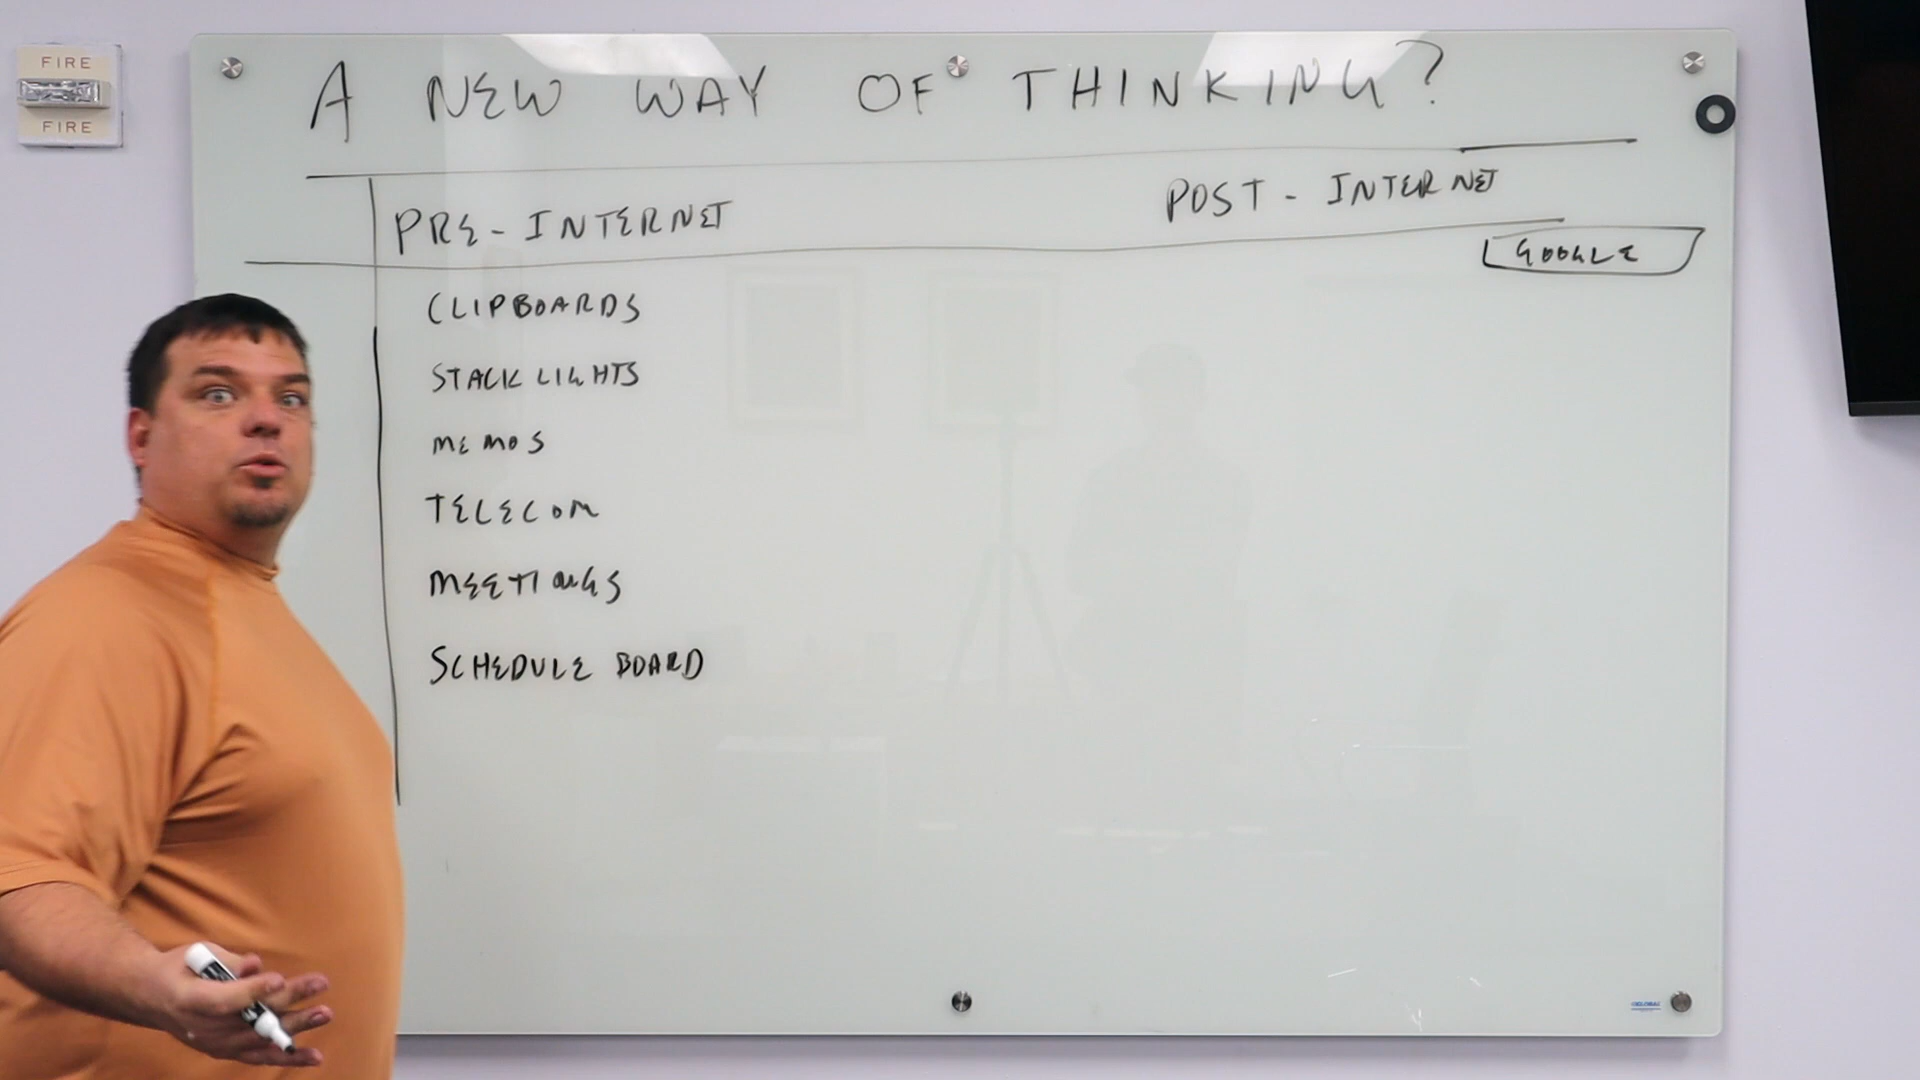 FIRE
FIRE
A NEW WAY OF THINKING?
PRE-INTERNET
POST-INTERNET
GOOGLE
CLIPBOARDS
STACK LIGHTS
MEMOS
TELECOM
MEETINGS
SCHEDULE BOARD